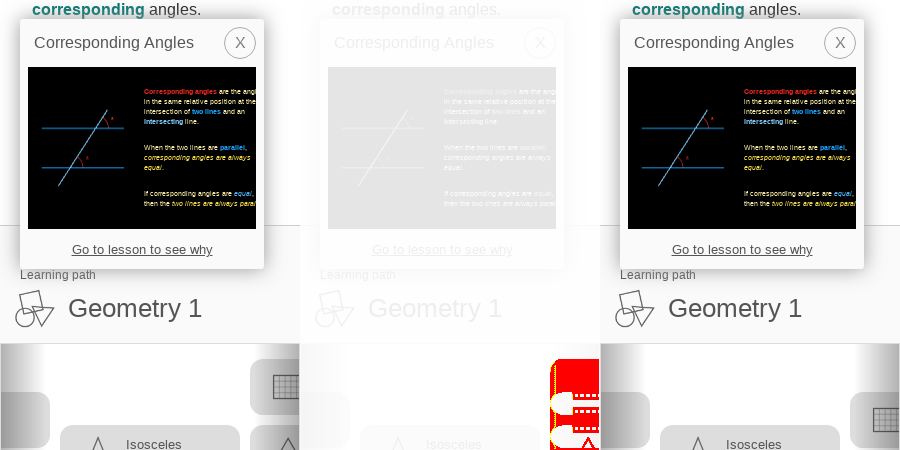 corresponding angles.
Corresponding Angles X
Corresponding angles are the angl
in the same relative position at the
intersection of two lines and an
intersecting line.
When the two lines are parallel,
corresponding angles are always
equal.
If corresponding angles are equal,
then the two lines are always paral
Go to lesson to see why
Learning path
Geometry 1
Isosceles
corresponding angles.
Corresponding Angles X
Corresponding angles are the angl
in the same relative position at the
intersection of two lines and an
intersecting line.
When the two lines are parallel,
corresponding angles are always
equal.
If corresponding angles are equal,
then the two lines are always paral
Go to lesson to see why
Learning path
Geometry 1
Isosceles
corresponding angles.
Corresponding Angles X
Corresponding angles are the angl
in the same relative position at the
intersection of two lines and an
intersecting line.
When the two lines are parallel,
corresponding angles are always
equal.
If corresponding angles are equal,
then the two lines are always paral
Go to lesson to see why
Learning path
Geometry 1
Isosceles